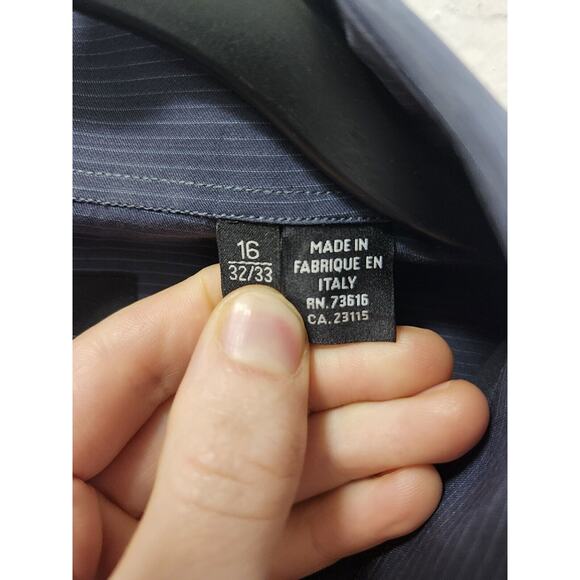 16
32/33
MADE IN
FABRIQUE EN
ITALY
RN.73616
CA.23115